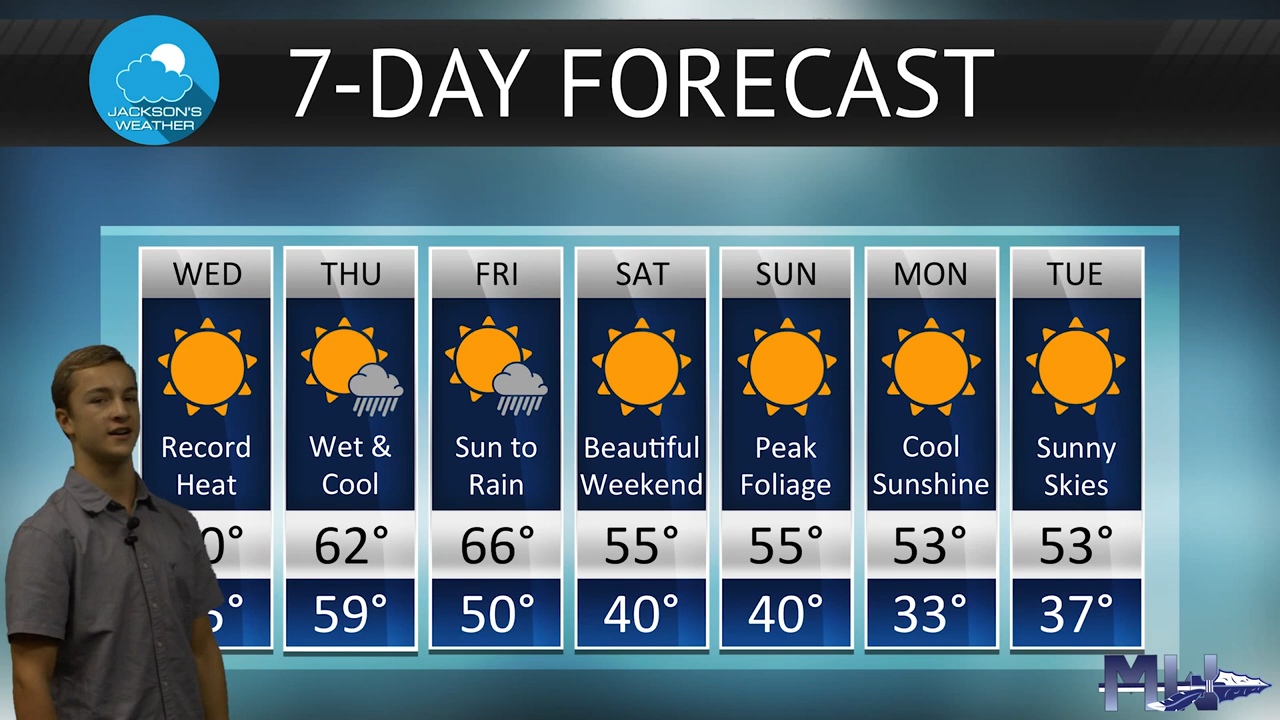 JACKSON'S
WEATHER
7-DAY FORECAST
WED
Record
Heat
0°
THU
Wet &
Cool
62°
59°
FRI
Sun to
Rain
66°
50°
SAT
Beautiful
Weekend
55°
40°
SUN
Peak
Foliage
55°
40°
MON
Cool
Sunshine
53°
33°
TUE
Sunny
Skies
53°
37°
MW